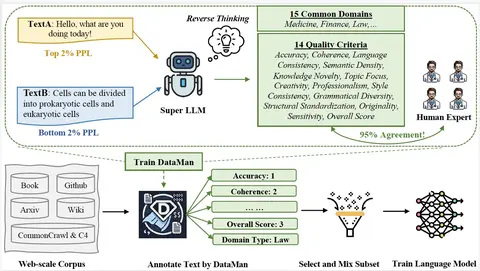 TextA: Hello, what are you
doing today!
Top 2% PPL
TextB: Cells can be divided
into prokaryotic cells and
eukaryotic cells
Bottom 2% PPL
Reverse Thinking
Super LLM
15 Common Domains
Medicine, Finance, Law,…
14 Quality Criteria
Accuracy, Coherence, Language
Consistency, Semantic Density,
Knowledge Novelty, Topic Focus,
Creativity, Professionalism, Style
Consistency, Grammatical Diversity,
Structural Standardization, Originality,
Sensitivity, Overall Score
Human Expert
95% Agreement!
Train DataMan
Book
Github
Arxiv
Wiki
CommonCrawl & C4
Web-scale Corpus
Annotate Text by DataMan
Accuracy: 1
Coherence: 2
… …
Overall Score: 3
Domain Type: Law
Select and Mix Subset
Train Language Model